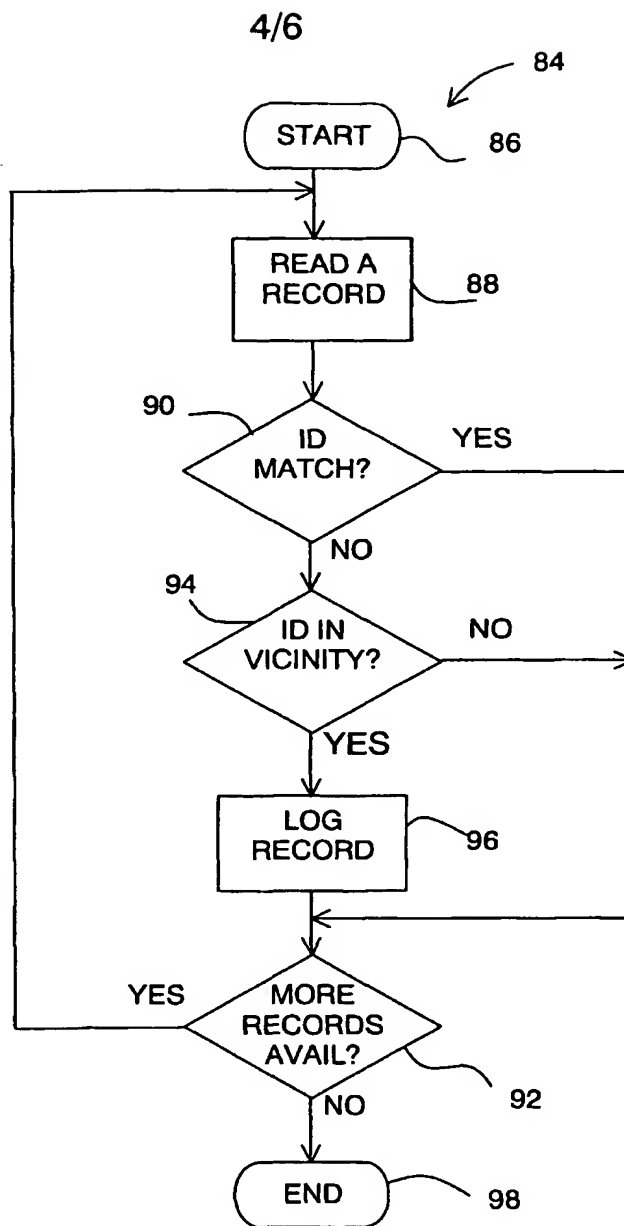 4/6
84
START
86
READ A
RECORD
88
90
ID
MATCH?
YES
NO
94
ID IN
VICINITY?
NO
YES
LOG
RECORD
96
YES
MORE
RECORDS
AVAIL?
92
NO
END
98